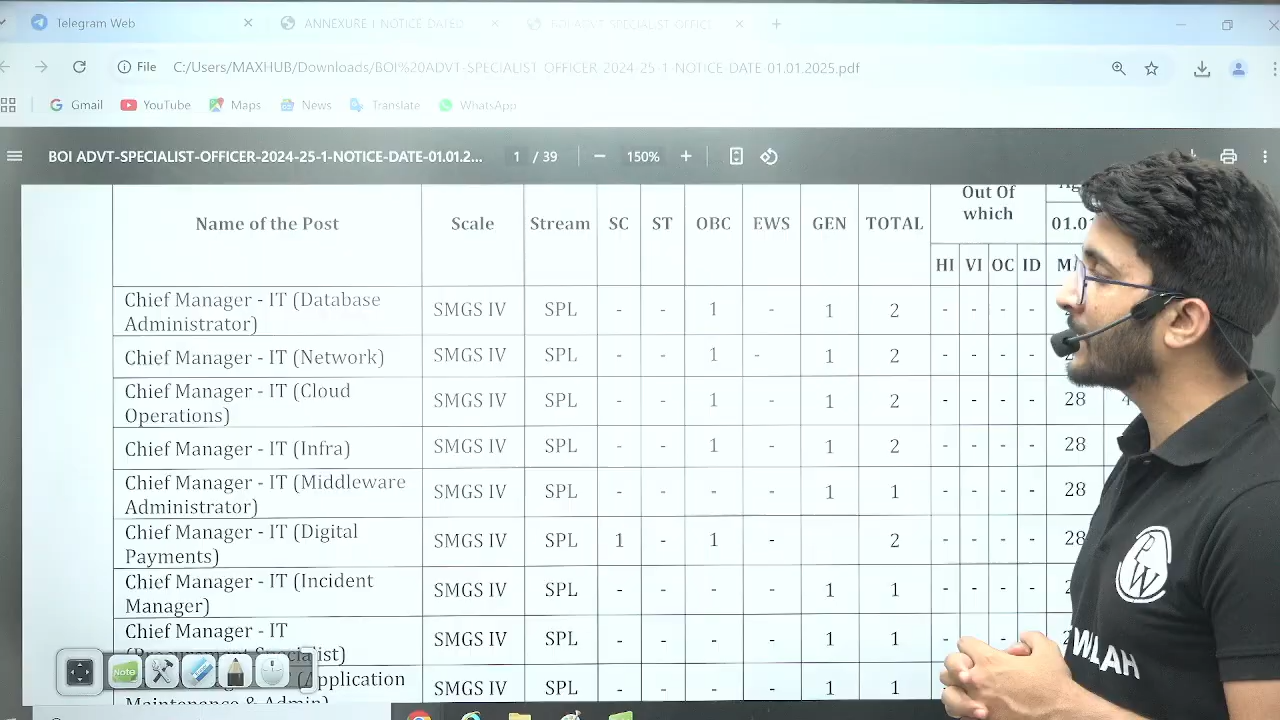 Telegram Web
ANNEXURE I NOTICE DATED
File C:/Users/MAXHUB/Downloads/BOI%20ADVT-SPECIALIST-OFFICER-2024-25-1-NOTICE-DATE-01.01.2025.pdf
Gmail YouTube Maps News Translate WhatsApp
BOI ADVT-SPECIALIST-OFFICER-2024-25-1-NOTICE-DATE-01.01.2... 1 / 39 150%
Out Of
which
Name of the Post Scale Stream SC ST OBC EWS GEN TOTAL
HI VI OC ID
Chief Manager - IT (Database
Administrator) SMGS IV SPL - - 1 - 1 2 - - - -
Chief Manager - IT (Network) SMGS IV SPL - - 1 - 1 2 - - - -
Chief Manager - IT (Cloud
Operations) SMGS IV SPL - - 1 - 1 2 - - - - 28
Chief Manager - IT (Infra) SMGS IV SPL - - 1 - 1 2 - - - - 28
Chief Manager - IT (Middleware
Administrator) SMGS IV SPL - - - - 1 1 - - - - 28
Chief Manager - IT (Digital
Payments) SMGS IV SPL 1 - 1 - 2 - - - - 28
Chief Manager - IT (Incident
Manager) SMGS IV SPL - - - - 1 1 - - - -
Chief Manager - IT
SMGS IV SPL - - - - 1 1 -
SMGS IV SPL - - - - 1 1
Note
PW
WLAH